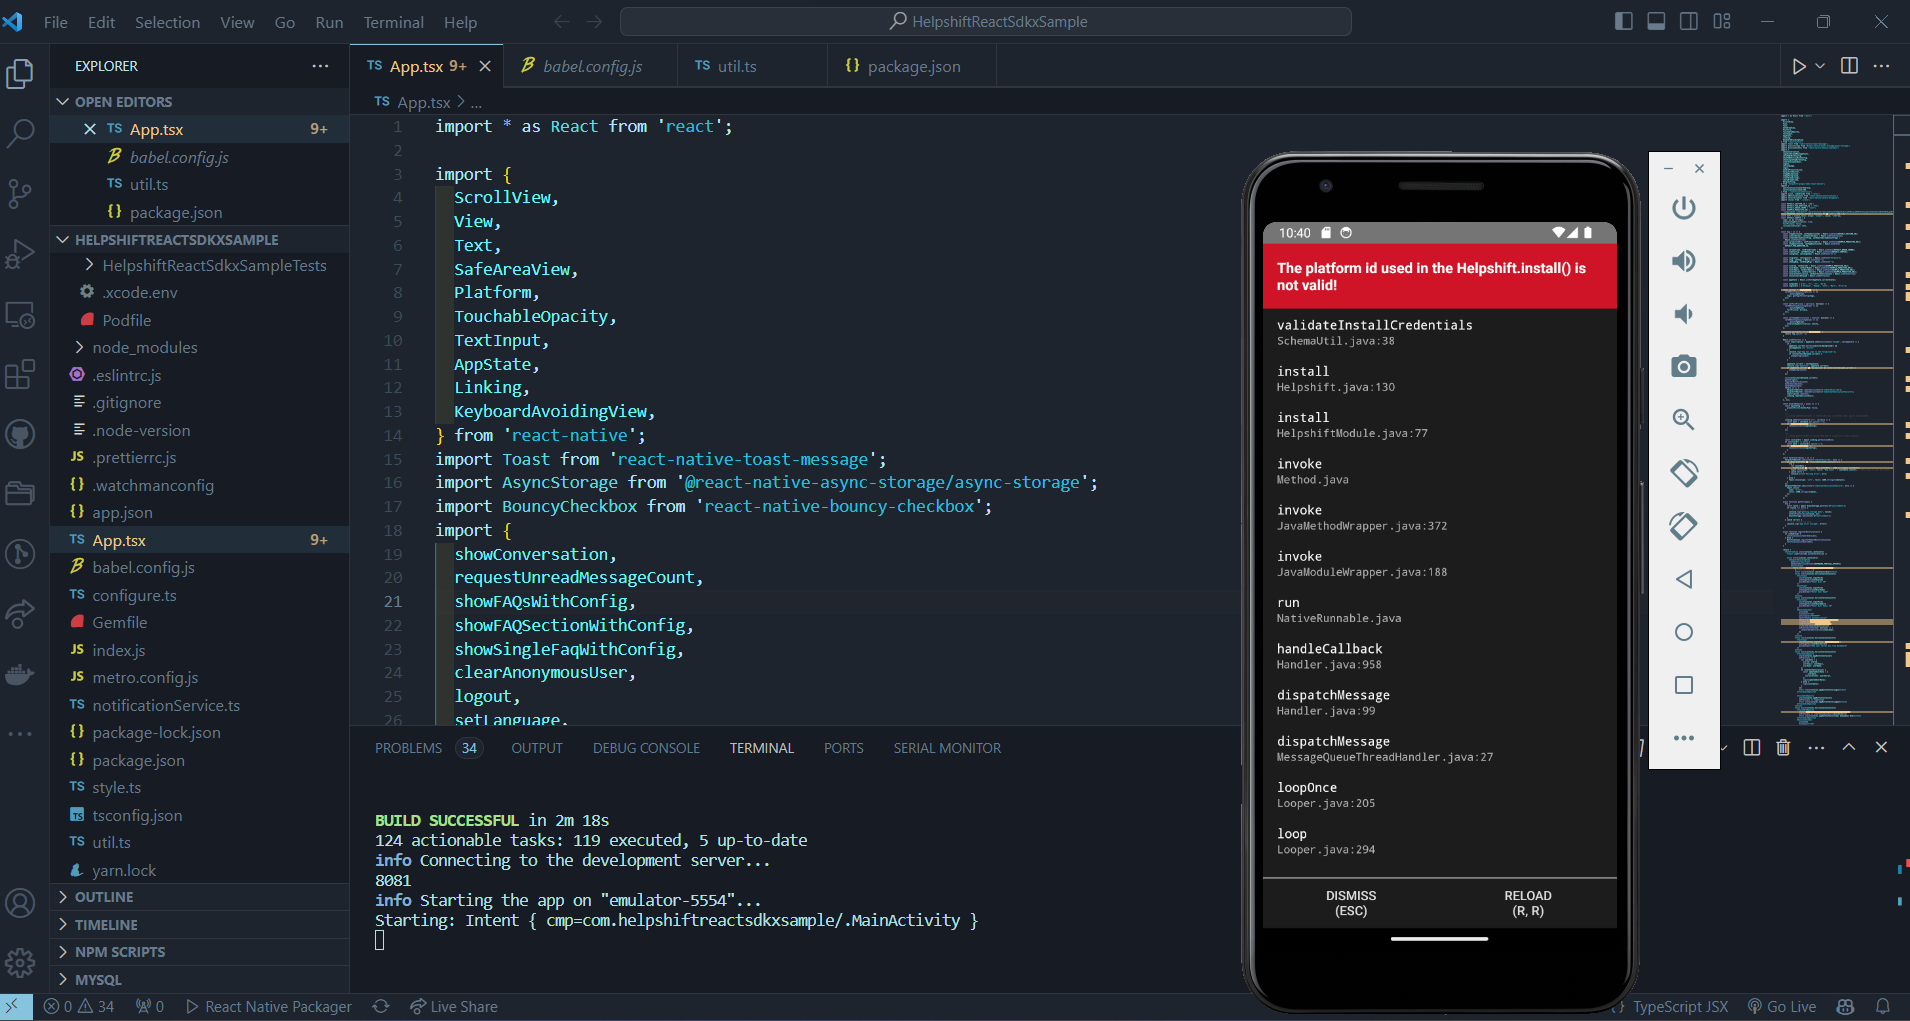 File Edit Selection View Go Run Terminal Help
HelpshiftReactSdkxSample
EXPLORER
OPEN EDITORS
TS App.tsx 9+
babel.config.js
TS util.ts
{} package.json
HELPSHIFTREACTSDKXSAMPLE
HelpshiftReactSdkxSampleTests
.xcode.env
Podfile
node_modules
.eslintrc.js
.gitignore
.node-version
JS .prettierrc.js
{} .watchmanconfig
{} app.json
TS App.tsx 9+
babel.config.js
TS configure.ts
Gemfile
JS index.js
JS metro.config.js
TS notificationService.ts
{} package-lock.json
{} package.json
TS style.ts
TS tsconfig.json
TS util.ts
yarn.lock
OUTLINE
TIMELINE
NPM SCRIPTS
MYSQL
TS App.tsx 9+
babel.config.js
TS util.ts
{} package.json
TS App.tsx > ...
1 import * as React from 'react';
2
3 import {
4 ScrollView,
5 View,
6 Text,
7 SafeAreaView,
8 Platform,
9 TouchableOpacity,
10 TextInput,
11 AppState,
12 Linking,
13 KeyboardAvoidingView,
14 } from 'react-native';
15 import Toast from 'react-native-toast-message';
16 import AsyncStorage from '@react-native-async-storage/async-storage';
17 import BouncyCheckbox from 'react-native-bouncy-checkbox';
18 import {
19 showConversation,
20 requestUnreadMessageCount,
21 showFAQsWithConfig,
22 showFAQSectionWithConfig,
23 showSingleFaqWithConfig,
24 clearAnonymousUser,
25 logout,
26 setLanguage,
PROBLEMS 34 OUTPUT DEBUG CONSOLE TERMINAL PORTS SERIAL MONITOR
BUILD SUCCESSFUL in 2m 18s
124 actionable tasks: 119 executed, 5 up-to-date
info Connecting to the development server...
8081
info Starting the app on "emulator-5554"...
Starting: Intent { cmp=com.helpshiftreactsdkxsample/.MainActivity }
10:40
The platform id used in the Helpshift.install() is
not valid!
validateInstallCredentials
SchemaUtil.java:38
install
Helpshift.java:130
install
HelpshiftModule.java:77
invoke
Method.java
invoke
JavaMethodWrapper.java:372
invoke
JavaModuleWrapper.java:188
run
NativeRunnable.java
handleCallback
Handler.java:958
dispatchMessage
Handler.java:99
dispatchMessage
MessageQueueThreadHandler.java:27
loopOnce
Looper.java:205
loop
Looper.java:294
DISMISS
(ESC)
RELOAD
(R, R)
0 34 0 React Native Packager Live Share
{} TypeScript JSX Go Live